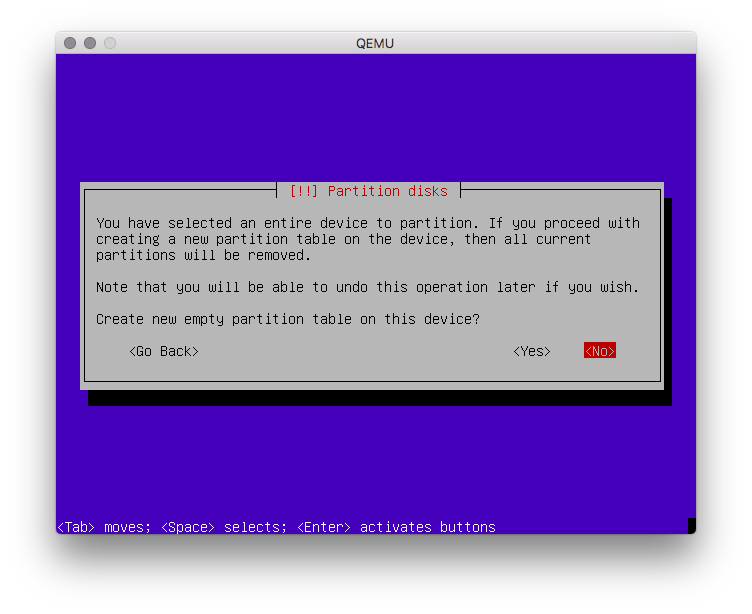 QEMU
[!!] Partition disks
You have selected an entire device to partition. If you proceed with
creating a new partition table on the device, then all current
partitions will be removed.
Note that you will be able to undo this operation later if you wish.
Create new empty partition table on this device?
<Go Back> <Yes> <No>
<Tab> moves; <Space> selects; <Enter> activates buttons